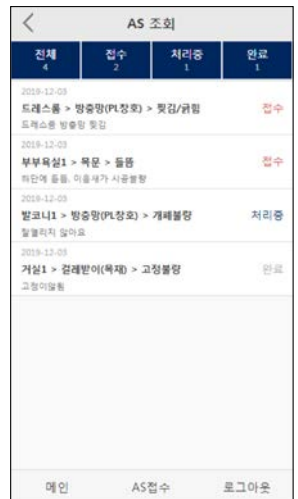 AS 조회
전체 접수 처리중 완료
4 2 1 1
2019-12-03
드레스룸 > 방충망(PL창호) > 찢김/긁힘 접수
드레스룸 방충망 찢김
2019-12-03
부부욕실1 > 목문 > 들뜸 접수
하단에 들뜸, 이음새가 시공불량
2019-12-03
발코니1 > 방충망(PL창호) > 개폐불량 처리중
잘열리지 않아요
2019-12-03
거실1 > 걸레받이(목재) > 고정불량 완료
고정이않됨
메인 AS접수 로그아웃